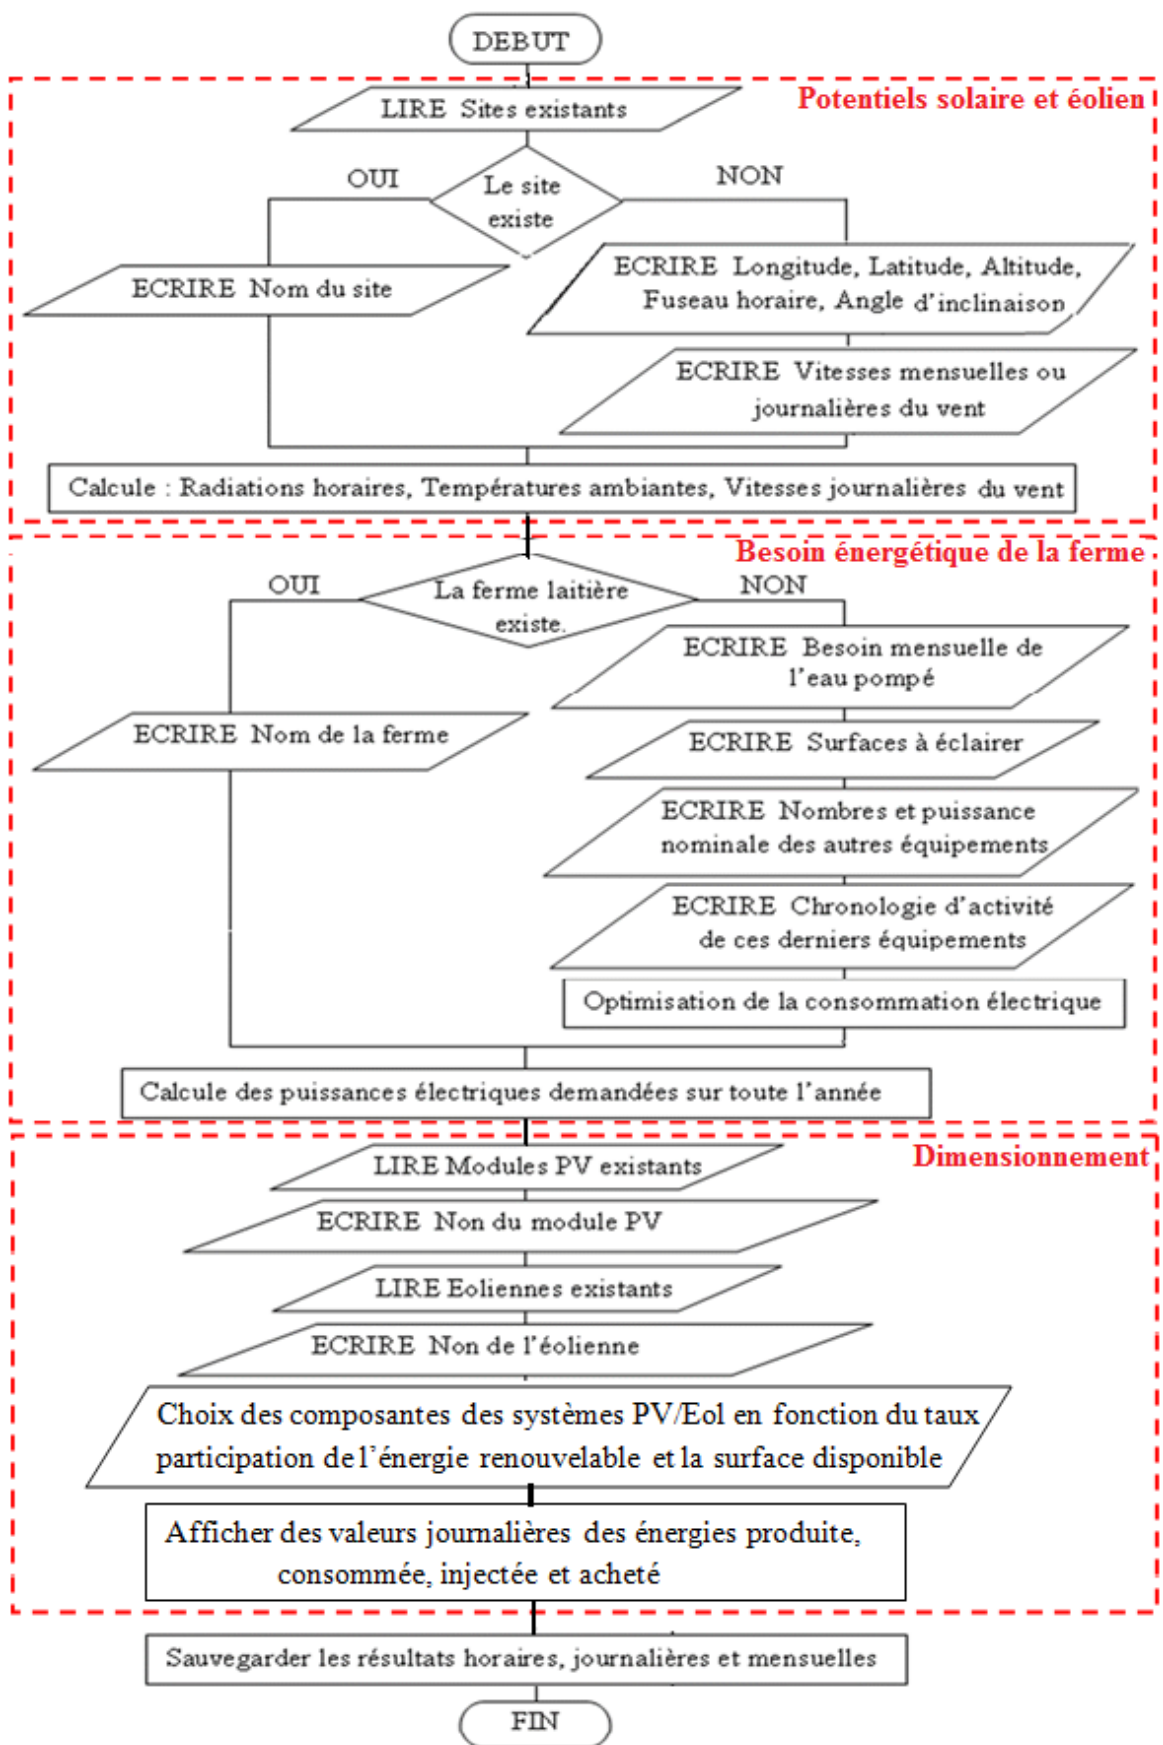 DEBUT
Potentiels solaire et éolien
LIRE Sites existants
OUI
NON
Le site
existe
ECRIRE Nom du site
ECRIRE Longitude, Latitude, Altitude,
Fuseau horaire, Angle d'inclinaison
ECRIRE Vitesses mensuelles ou
journalières du vent
Calcule : Radiations horaires, Températures ambiantes, Vitesses journalières du vent
Besoin énergétique de la ferme
OUI
NON
La ferme laitière
existe.
ECRIRE Besoin mensuelle de
l'eau pompé
ECRIRE Nom de la ferme
ECRIRE Surfaces à éclairer
ECRIRE Nombres et puissance
nominale des autres équipements
ECRIRE Chronologie d'activité
de ces derniers équipements
Optimisation de la consommation électrique
Calcule des puissances électriques demandées sur toute l'année
Dimensionnement
LIRE Modules PV existants
ECRIRE Non du module PV
LIRE Eoliennes existants
ECRIRE Non de l'éolienne
Choix des composantes des systèmes PV/Eol en fonction du taux
participation de l'énergie renouvelable et la surface disponible
Afficher des valeurs journalières des énergies produite,
consommée, injectée et acheté
Sauvegarder les résultats horaires, journalières et mensuelles
FIN